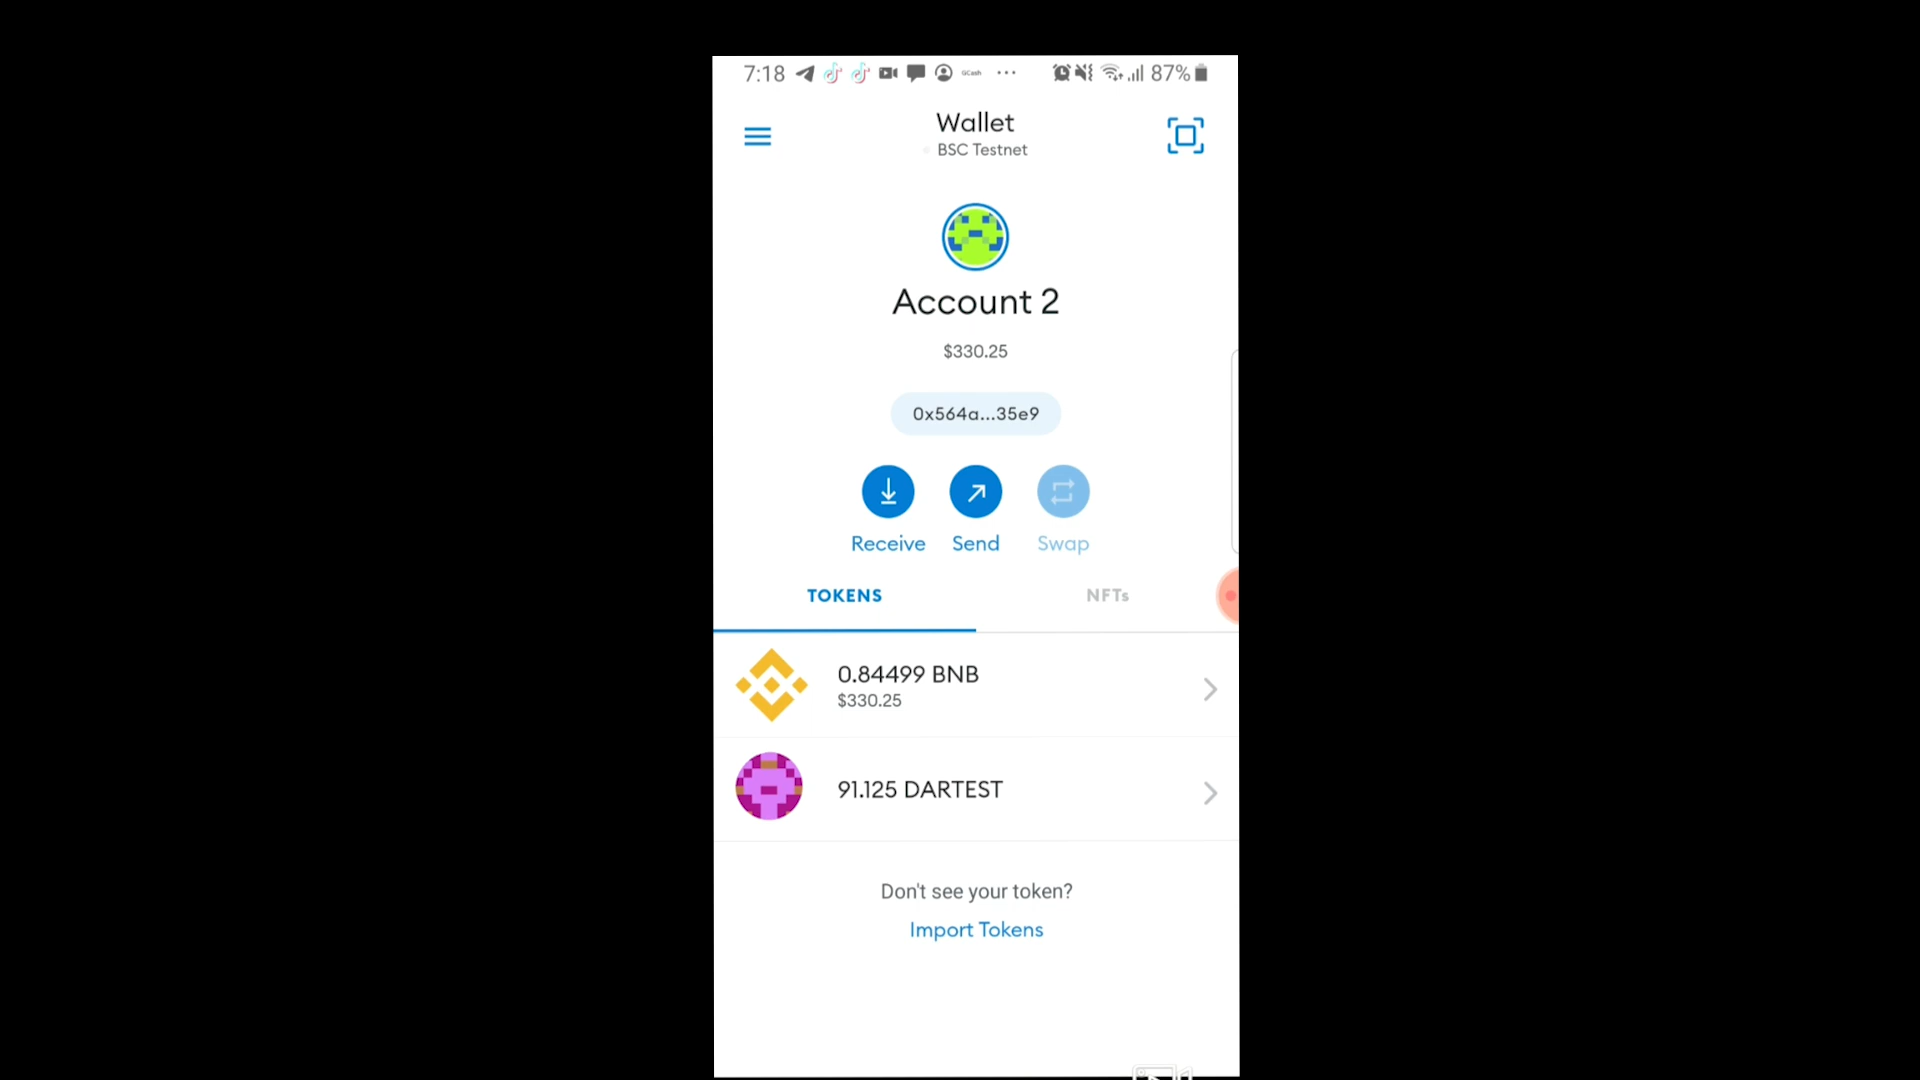 7:18 GCash ... 87%
Wallet
BSC Testnet
Account 2
$330.25
0x564a...35e9
Receive Send Swap
TOKENS NFTs
0.84499 BNB
$330.25
91.125 DARTEST
Don't see your token?
Import Tokens